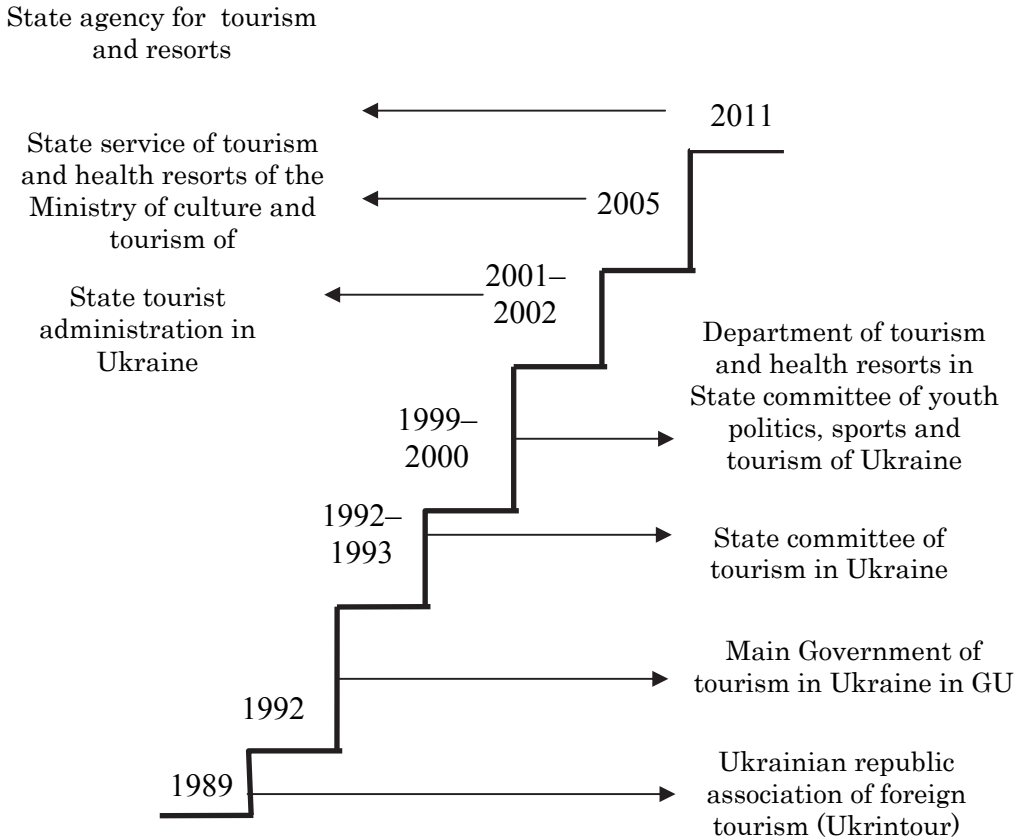 State agency for tourism
and resorts
2011
State service of tourism
and health resorts of the
Ministry of culture and
tourism of
2005
State tourist
administration in
Ukraine
2001–
2002
Department of tourism
and health resorts in
State committee of youth
politics, sports and
tourism of Ukraine
1999–
2000
1992–
1993
State committee of
tourism in Ukraine
Main Government of
tourism in Ukraine in GU
1992
1989
Ukrainian republic
association of foreign
tourism (Ukrintour)